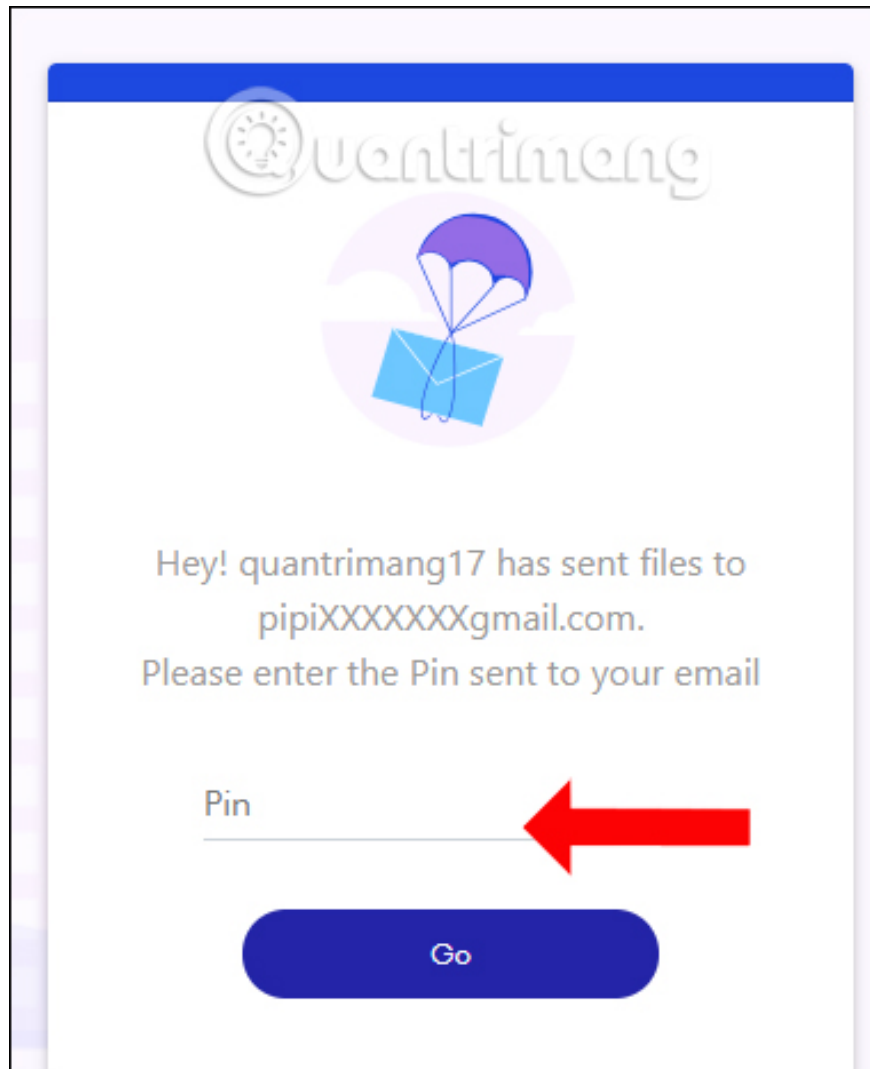 Quantrimang
Hey! quantrimang17 has sent files to
pipiXXXXXXXgmail.com.
Please enter the Pin sent to your email
Pin
Go